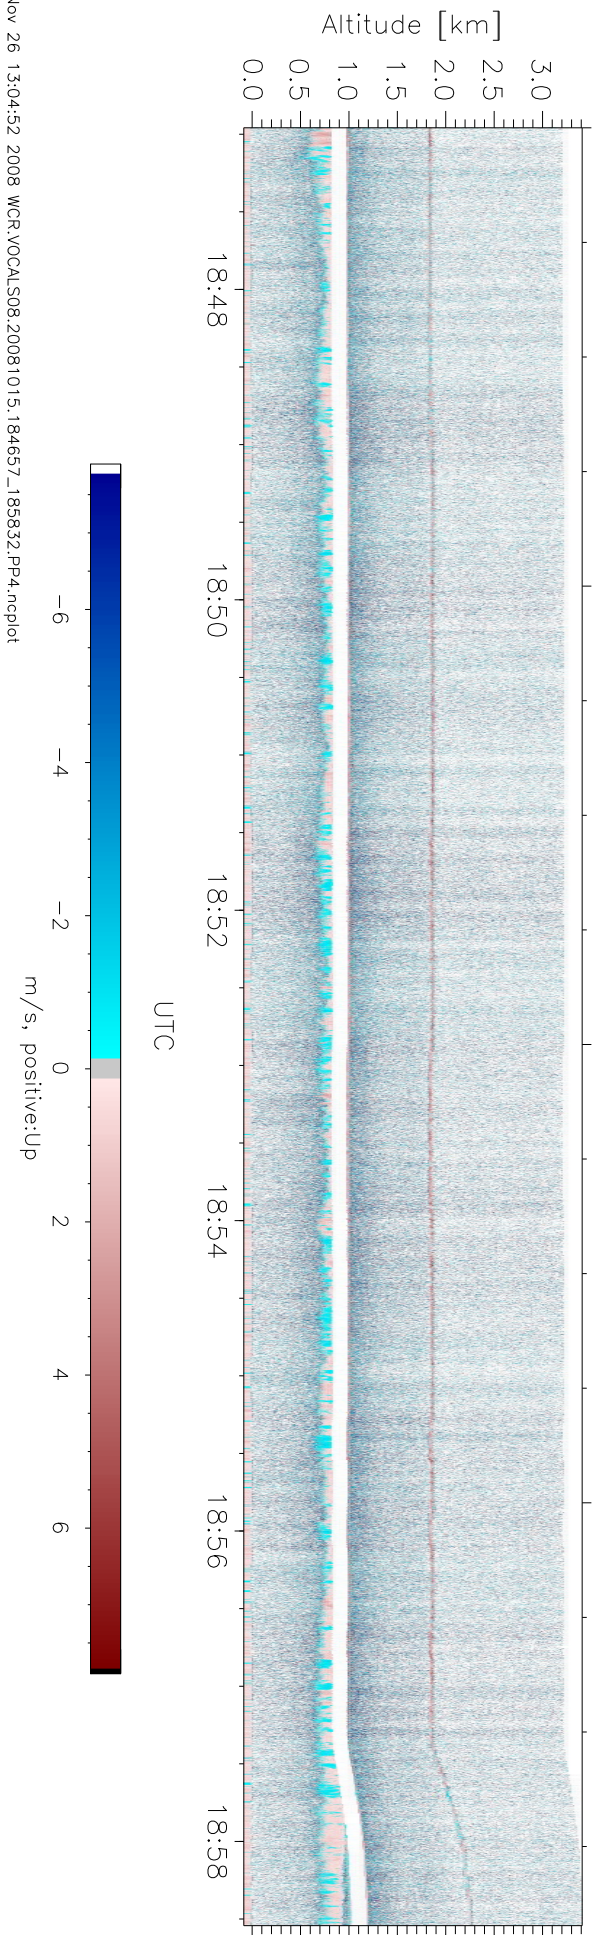 Altitude [km]
0.0 0.5 1.0 1.5 2.0 2.5 3.0
18:48 18:50 18:52 18:54 18:56 18:58
UTC
−6 −4 −2 0 2 4 6
m/s, positive:Up
Nov 26 13:04:52 2008 WCR.VOCALS08.20081015.184657_185832.PP4.ncplot